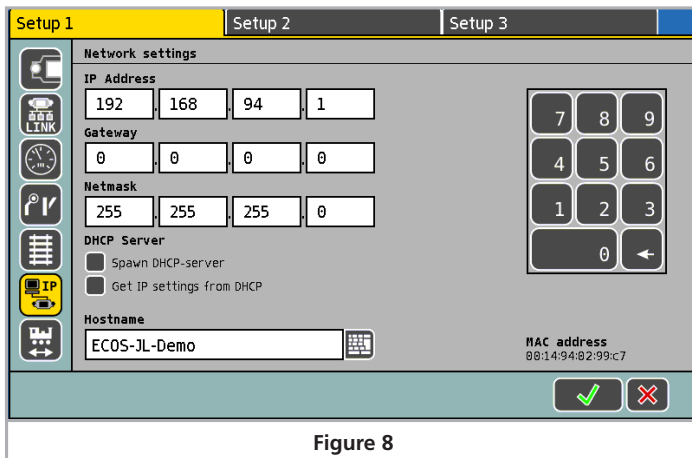 Setup 1 Setup 2 Setup 3
Network settings
IP Address
192 . 168 . 94 . 1
Gateway
0 . 0 . 0 . 0
Netmask
255 . 255 . 255 . 0
DHCP Server
Spawn DHCP-server
Get IP settings from DHCP
Hostname
ECOS-JL-Demo
LINK
IP
7 8 9
4 5 6
1 2 3
0 ←
MAC address
00:14:94:02:99:c7
Figure 8